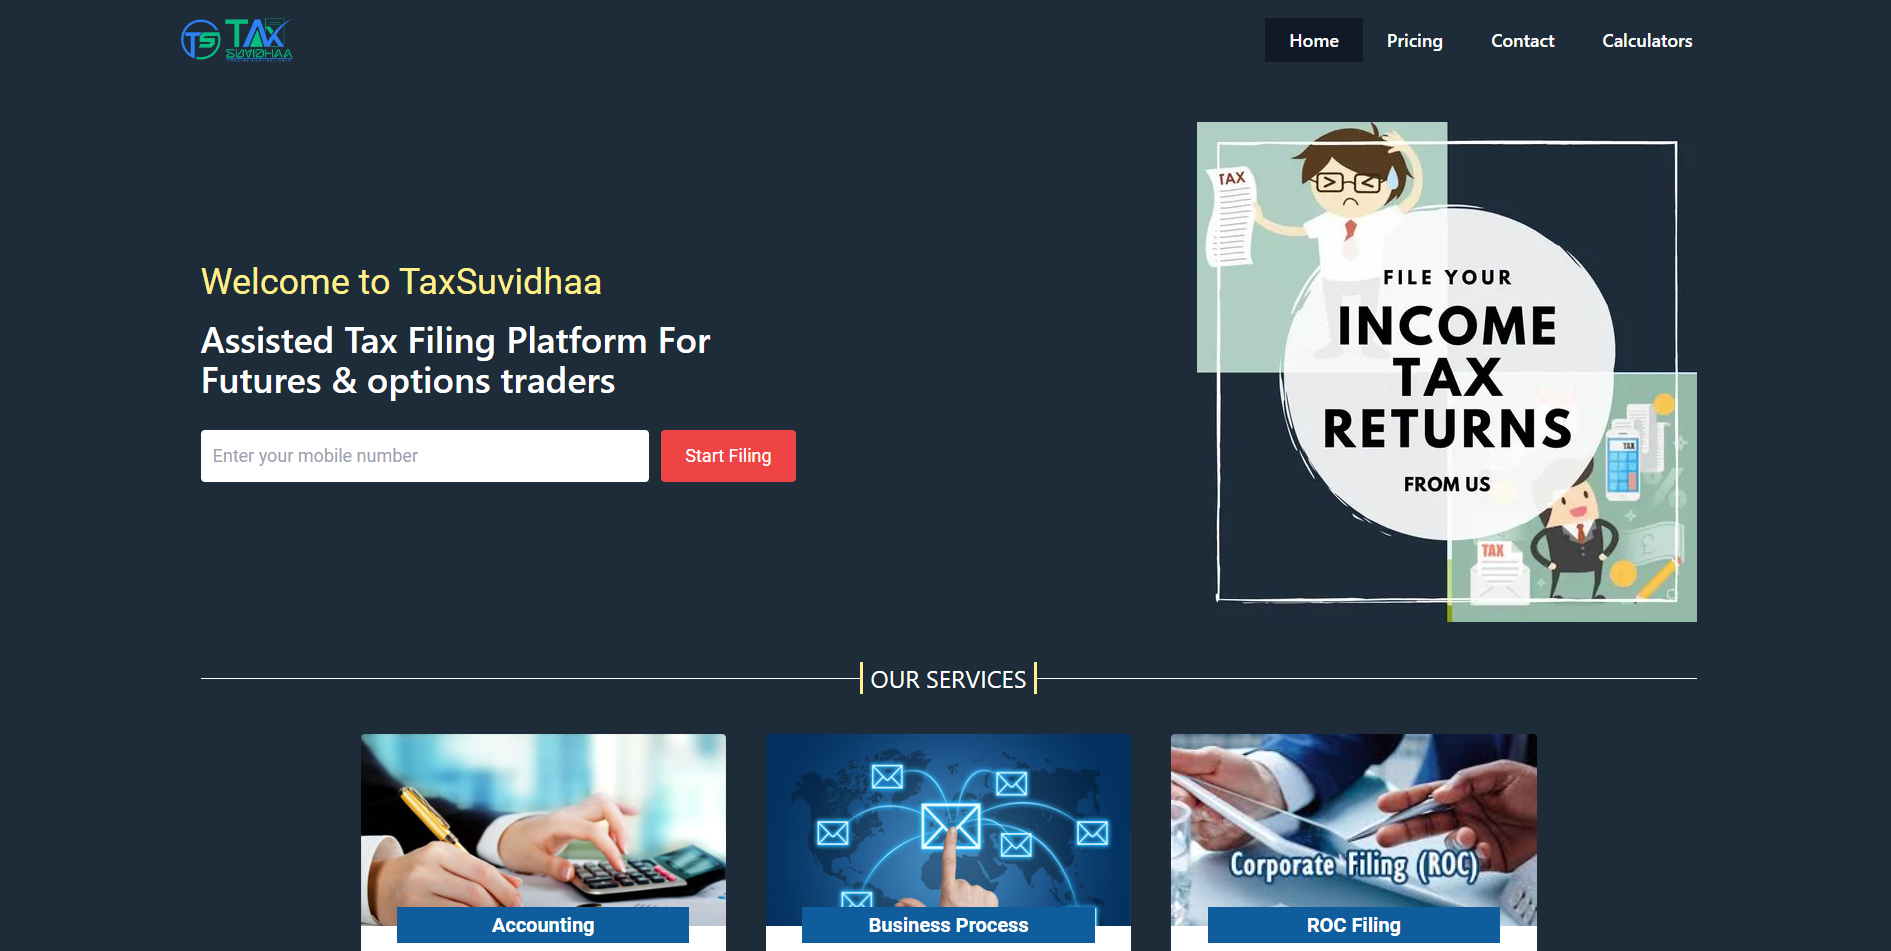 TS TAX
SUVIDHAA
Home
Pricing
Contact
Calculators
Welcome to TaxSuvidhaa
Assisted Tax Filing Platform For
Futures & options traders
Enter your mobile number
Start Filing
TAX
FILE YOUR
INCOME
TAX
RETURNS
FROM US
TAX
TAX
OUR SERVICES
Corporate Filing (ROC)
Accounting
Business Process
ROC Filing